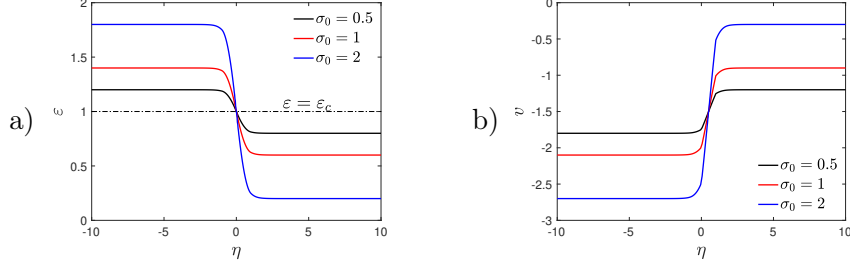 a)
2
1.5
1
0.5
0
ε
-10
-5
0
5
10
η
σ₀ = 0.5
σ₀ = 1
σ₀ = 2
ε = ε_c
b)
-0
-0.5
-1
-1.5
-2
-2.5
-3
v
-10
-5
0
5
10
η
σ₀ = 0.5
σ₀ = 1
σ₀ = 2